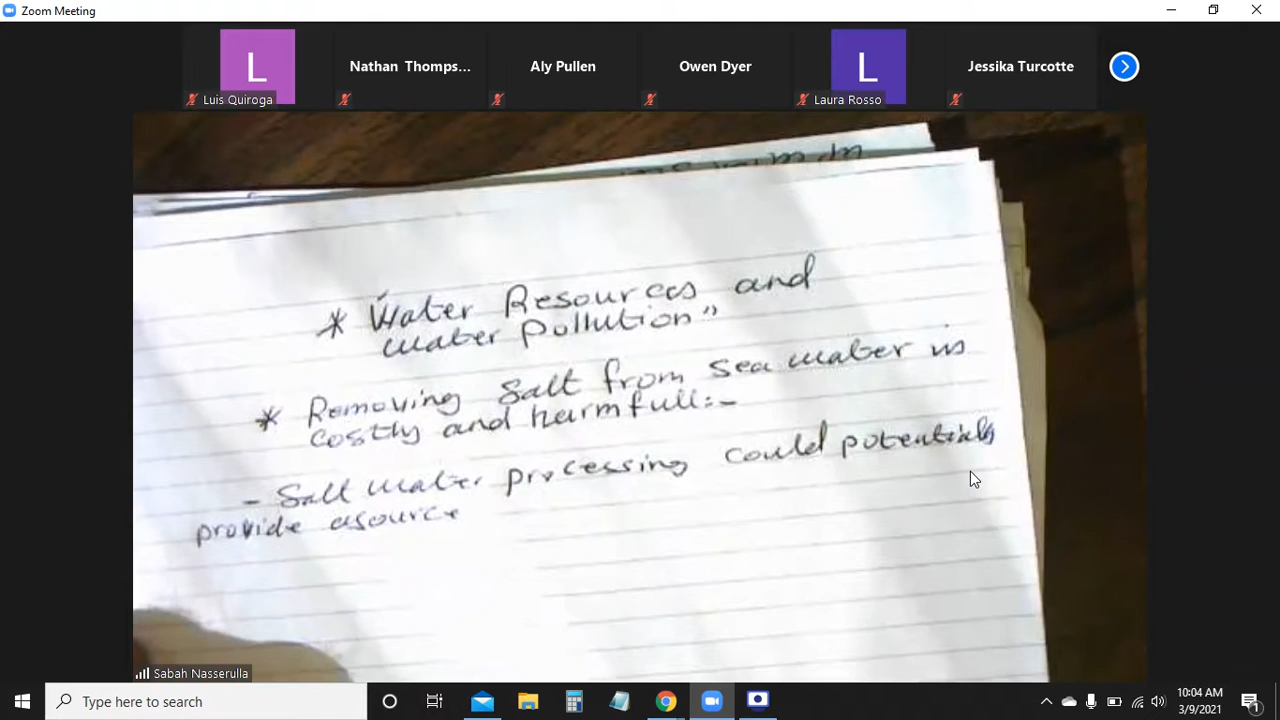 Zoom Meeting
L
Luis Quiroga
Nathan Thomps...
Aly Pullen
Owen Dyer
L
Laura Rosso
Jessika Turcotte
* "Water Resources and
water Pollution"
* Removing Salt from sea water is
costly and harmfull:-
- Salt water processing could potentially
provide asource
Sabah Nasserulla
Type here to search
10:04 AM
3/9/2021
1